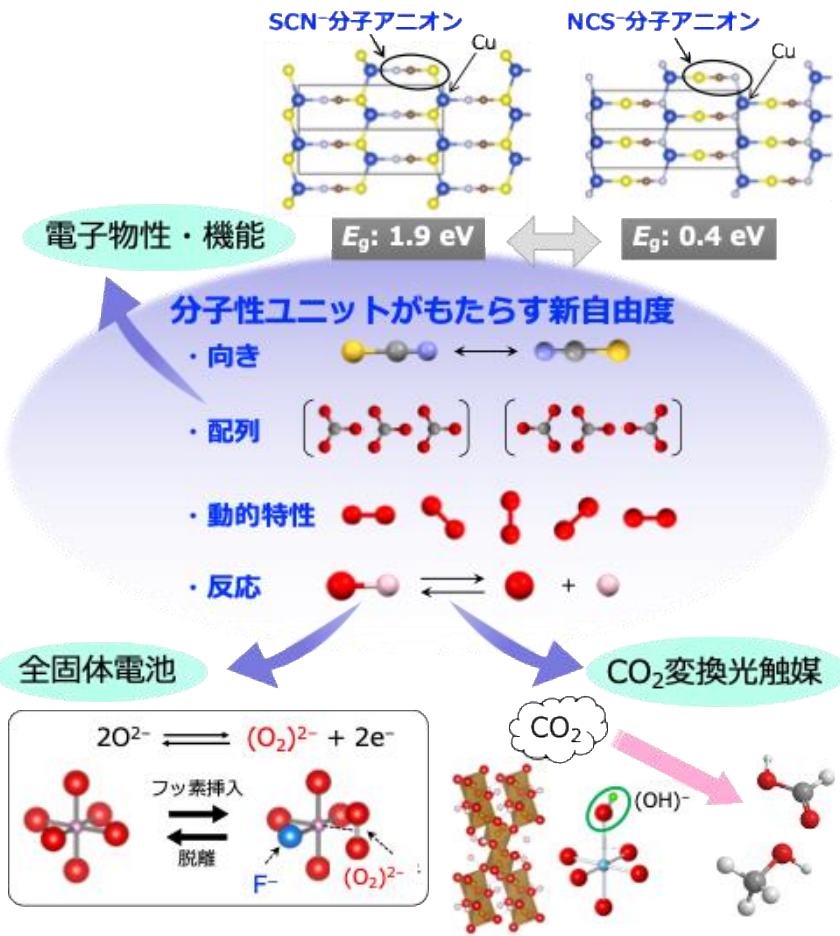 SCN⁻分子アニオン
NCS⁻分子アニオン
Cu
Cu
電子物性・機能
Eg: 1.9 eV
Eg: 0.4 eV
分子性ユニットがもたらす新自由度
・向き
・配列
・動的特性
・反応
+
全固体電池
CO₂変換光触媒
2O²⁻ ⇌ (O₂)²⁻ + 2e⁻
フッ素挿入
脱離
F⁻
(O₂)²⁻
CO₂
(OH)⁻